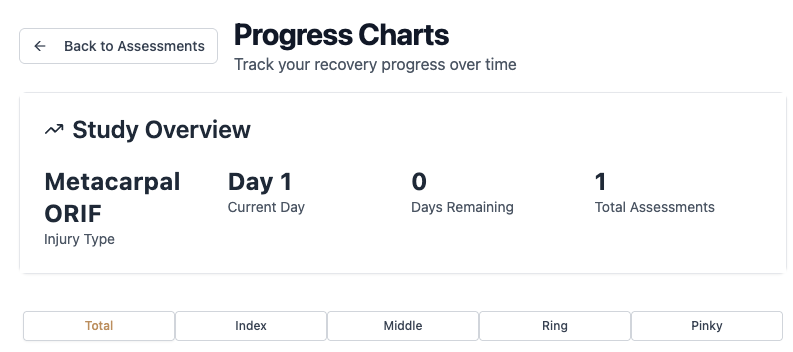 Back to Assessments
Progress Charts
Track your recovery progress over time
Study Overview
Metacarpal ORIF
Injury Type
Day 1
Current Day
0
Days Remaining
1
Total Assessments
Total
Index
Middle
Ring
Pinky